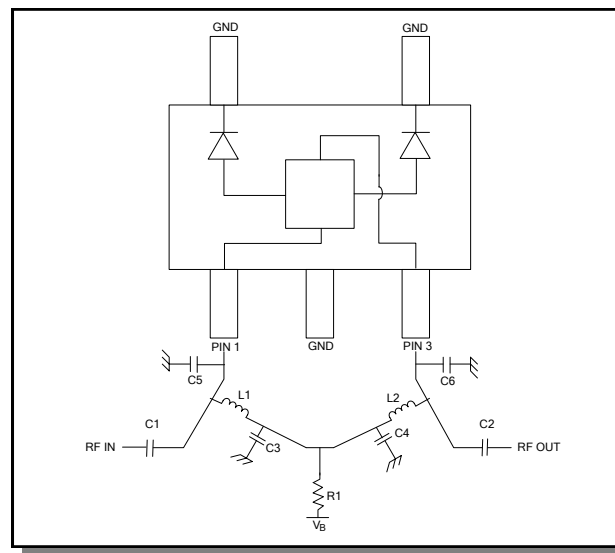 GND
GND
PIN 1
GND
PIN 3
C5
C6
L1
L2
C1
C3
C4
C2
RF IN
RF OUT
R1
VB